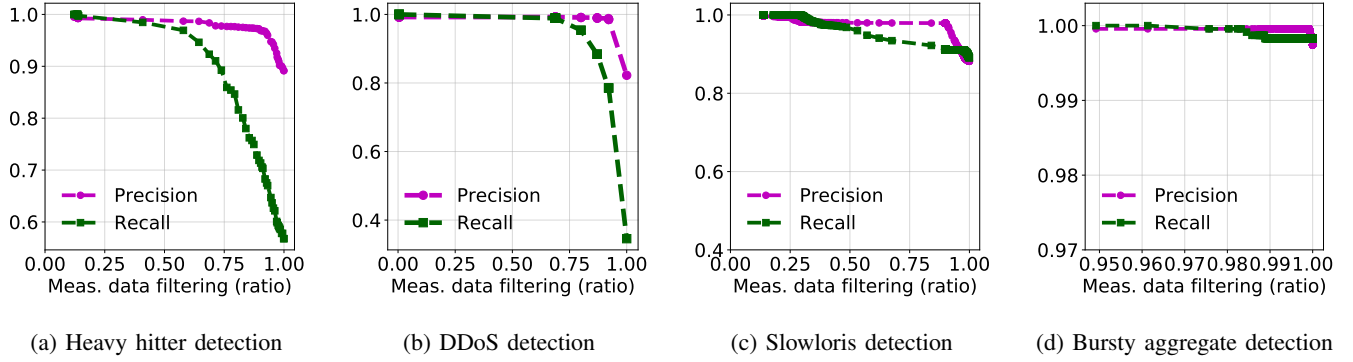 1.0
0.9
0.8
0.7
0.6
0.00 0.25 0.50 0.75 1.00
Meas. data filtering (ratio)
Precision
Recall
(a) Heavy hitter detection
1.0
0.8
0.6
0.4
0.00 0.25 0.50 0.75 1.00
Meas. data filtering (ratio)
Precision
Recall
(b) DDoS detection
1.0
0.8
0.6
0.4
0.00 0.25 0.50 0.75 1.00
Meas. data filtering (ratio)
Precision
Recall
(c) Slowloris detection
1.00
0.99
0.98
0.97
0.95 0.96 0.97 0.98 0.99 1.00
Meas. data filtering (ratio)
Precision
Recall
(d) Bursty aggregate detection